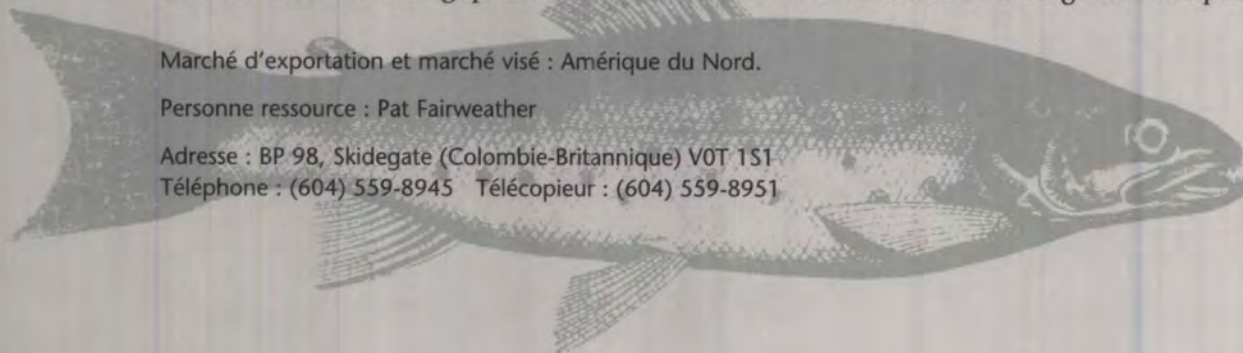 Marché d'exportation et marché visé : Amérique du Nord.
Personne ressource : Pat Fairweather
Adresse : BP 98, Skidegate (Colombie-Britannique) V0T 1S1
Téléphone : (604) 559-8945 Télécopieur : (604) 559-8951